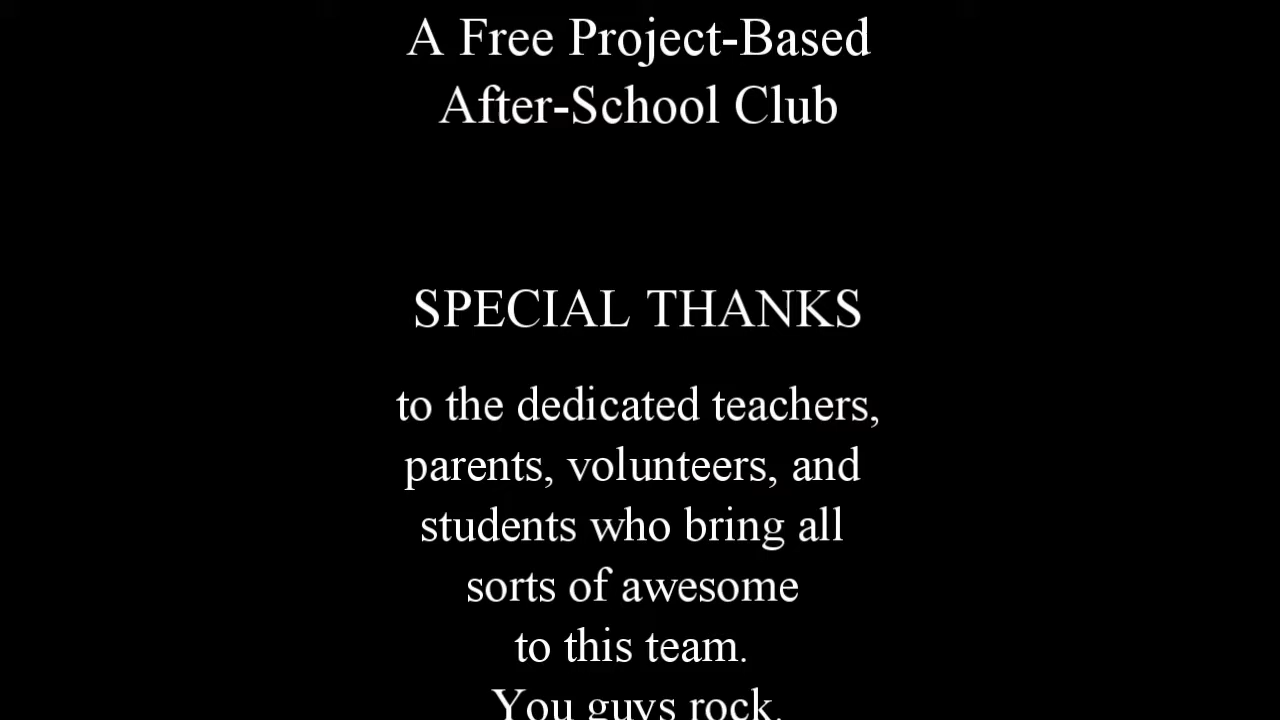 A Free Project-Based
After-School Club
SPECIAL THANKS
to the dedicated teachers,
parents, volunteers, and
students who bring all
sorts of awesome
to this team.
You guys rock.